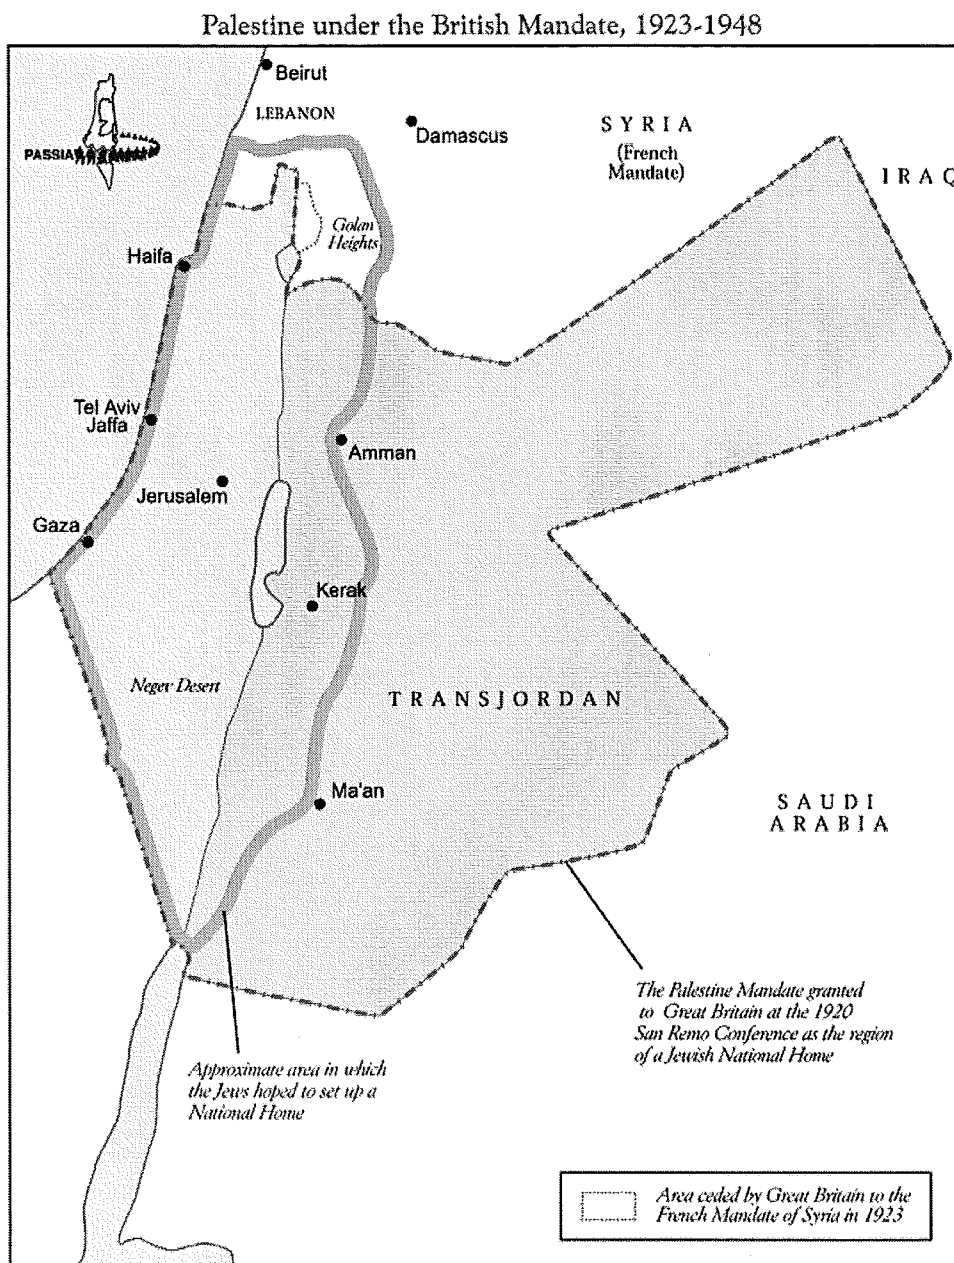 Palestine under the British Mandate, 1923-1948
Beirut
LEBANON
Damascus
SYRIA
(French
Mandate)
IRAQ
PASSIA
Golan
Heights
Haifa
Tel Aviv
Jaffa
Amman
Jerusalem
Gaza
Kerak
Neger Desert
TRANSJORDAN
Ma'an
SAUDI
ARABIA
The Palestine Mandate granted
to Great Britain at the 1920
San Remo Conference as the region
of a Jewish National Home
Approximate area in which
the Jews hoped to set up a
National Home
Area ceded by Great Britain to the
French Mandate of Syria in 1923